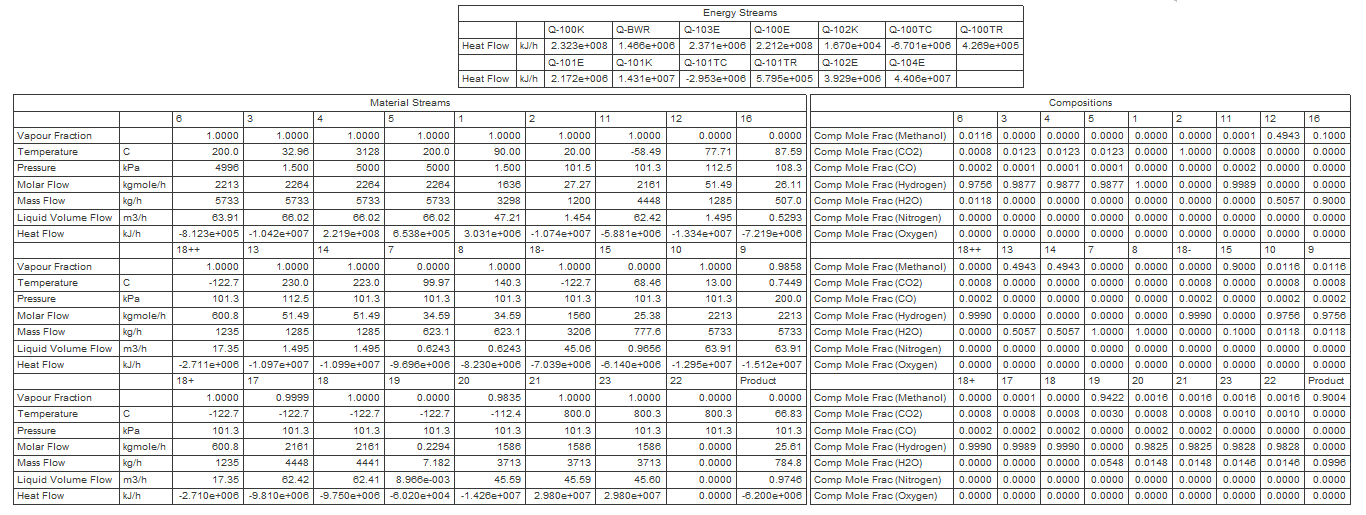 Energy Streams
Q-100K Q-BWR Q-103E Q-100E Q-102K Q-100TC Q-100TR
Heat Flow kJ/h 2.323e+008 1.466e+006 2.371e+006 2.212e+008 1.670e+004 -6.701e+006 4.269e+005
Q-101E Q-101K Q-101TC Q-101TR Q-102E Q-104E
Heat Flow kJ/h 2.172e+006 1.431e+007 -2.953e+006 5.795e+005 3.929e+006 4.406e+007
Material Streams
6 3 4 5 1 2 11 12 16
Vapour Fraction 1.0000 1.0000 1.0000 1.0000 1.0000 1.0000 1.0000 0.0000 0.0000
Temperature C 200.0 32.96 3128 200.0 90.00 20.00 -58.49 77.71 87.59
Pressure kPa 4996 1.500 5000 5000 1.500 101.5 101.3 112.5 108.3
Molar Flow kgmole/h 2213 2264 2264 2264 1636 27.27 2161 51.49 26.11
Mass Flow kg/h 5733 5733 5733 5733 3298 1200 4448 1285 507.0
Liquid Volume Flow m3/h 63.91 66.02 66.02 66.02 47.21 1.454 62.42 1.495 0.5293
Heat Flow kJ/h -8.123e+005 -1.042e+007 2.219e+008 6.538e+005 3.031e+006 -1.074e+007 -5.881e+006 -1.334e+007 -7.219e+006
18++ 13 14 7 8 18- 15 10 9
Vapour Fraction 1.0000 1.0000 1.0000 0.0000 1.0000 1.0000 0.0000 1.0000 0.9858
Temperature C -122.7 230.0 223.0 99.97 140.3 -122.7 68.46 13.00 0.7449
Pressure kPa 101.3 112.5 101.3 101.3 101.3 101.3 101.3 101.3 200.0
Molar Flow kgmole/h 600.8 51.49 51.49 34.59 34.59 1560 25.38 2213 2213
Mass Flow kg/h 1235 1285 1285 623.1 623.1 3206 777.6 5733 5733
Liquid Volume Flow m3/h 17.35 1.495 1.495 0.6243 0.6243 45.06 0.9656 63.91 63.91
Heat Flow kJ/h -2.711e+006 -1.097e+007 -1.099e+007 -9.696e+006 -8.230e+006 -7.039e+006 -6.140e+006 -1.295e+007 -1.512e+007
18+ 17 18 19 20 21 23 22 Product
Vapour Fraction 1.0000 0.9999 1.0000 0.0000 0.9835 1.0000 1.0000 0.0000 0.0000
Temperature C -122.7 -122.7 -122.7 -122.7 -112.4 800.0 800.3 800.3 66.83
Pressure kPa 101.3 101.3 101.3 101.3 101.3 101.3 101.3 101.3 101.3
Molar Flow kgmole/h 600.8 2161 2161 0.2294 1586 1586 1586 0.0000 25.61
Mass Flow kg/h 1235 4448 4441 7.182 3713 3713 3713 0.0000 784.8
Liquid Volume Flow m3/h 17.35 62.42 62.41 8.966e-003 45.59 45.59 45.60 0.0000 0.9746
Heat Flow kJ/h -2.710e+006 -9.810e+006 -9.750e+006 -6.020e+004 -1.426e+007 2.980e+007 2.980e+007 0.0000 -6.200e+006
Compositions
6 3 4 5 1 2 11 12 16
Comp Mole Frac (Methanol) 0.0116 0.0000 0.0000 0.0000 0.0000 0.0000 0.0001 0.4943 0.1000
Comp Mole Frac (CO2) 0.0008 0.0123 0.0123 0.0123 0.0000 1.0000 0.0008 0.0000 0.0000
Comp Mole Frac (CO) 0.0002 0.0001 0.0001 0.0001 0.0000 0.0000 0.0002 0.0000 0.0000
Comp Mole Frac (Hydrogen) 0.9756 0.9877 0.9877 0.9877 1.0000 0.0000 0.9989 0.0000 0.0000
Comp Mole Frac (H2O) 0.0118 0.0000 0.0000 0.0000 0.0000 0.0000 0.0000 0.5057 0.9000
Comp Mole Frac (Nitrogen) 0.0000 0.0000 0.0000 0.0000 0.0000 0.0000 0.0000 0.0000 0.0000
Comp Mole Frac (Oxygen) 0.0000 0.0000 0.0000 0.0000 0.0000 0.0000 0.0000 0.0000 0.0000
18++ 13 14 7 8 18- 15 10 9
Comp Mole Frac (Methanol) 0.0000 0.4943 0.4943 0.0000 0.0000 0.0000 0.9000 0.0116 0.0116
Comp Mole Frac (CO2) 0.0008 0.0000 0.0000 0.0000 0.0000 0.0008 0.0000 0.0008 0.0008
Comp Mole Frac (CO) 0.0002 0.0000 0.0000 0.0000 0.0000 0.0002 0.0000 0.0002 0.0002
Comp Mole Frac (Hydrogen) 0.9990 0.0000 0.0000 0.0000 0.0000 0.9990 0.0000 0.9756 0.9756
Comp Mole Frac (H2O) 0.0000 0.5057 0.5057 1.0000 1.0000 0.0000 0.1000 0.0118 0.0118
Comp Mole Frac (Nitrogen) 0.0000 0.0000 0.0000 0.0000 0.0000 0.0000 0.0000 0.0000 0.0000
Comp Mole Frac (Oxygen) 0.0000 0.0000 0.0000 0.0000 0.0000 0.0000 0.0000 0.0000 0.0000
18+ 17 18 19 20 21 23 22 Product
Comp Mole Frac (Methanol) 0.0000 0.0001 0.0000 0.9422 0.0016 0.0016 0.0016 0.0016 0.9004
Comp Mole Frac (CO2) 0.0008 0.0008 0.0008 0.0030 0.0008 0.0008 0.0010 0.0010 0.0000
Comp Mole Frac (CO) 0.0002 0.0002 0.0002 0.0000 0.0002 0.0002 0.0000 0.0000 0.0000
Comp Mole Frac (Hydrogen) 0.9990 0.9989 0.9990 0.0000 0.9825 0.9825 0.9828 0.9828 0.0000
Comp Mole Frac (H2O) 0.0000 0.0000 0.0000 0.0548 0.0148 0.0148 0.0146 0.0146 0.0996
Comp Mole Frac (Nitrogen) 0.0000 0.0000 0.0000 0.0000 0.0000 0.0000 0.0000 0.0000 0.0000
Comp Mole Frac (Oxygen) 0.0000 0.0000 0.0000 0.0000 0.0000 0.0000 0.0000 0.0000 0.0000